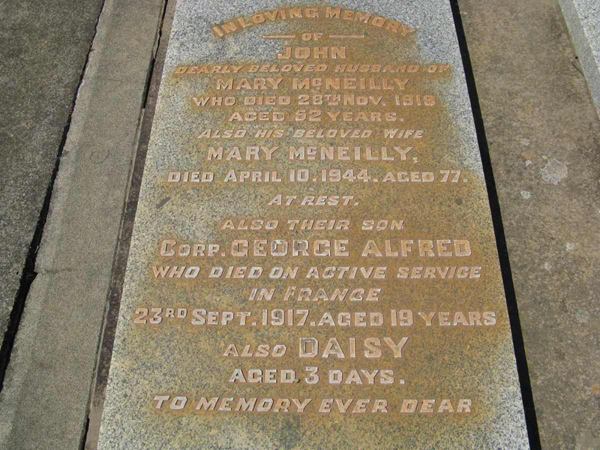 IN LOVING MEMORY
OF
JOHN
DEARLY BELOVED HUSBAND OF
MARY McNEILLY
WHO DIED 28TH NOV. 1918
AGED 52 YEARS.
ALSO HIS BELOVED WIFE
MARY McNEILLY,
DIED APRIL 10. 1944. AGED 77.
AT REST.
ALSO THEIR SON
CORP. GEORGE ALFRED
WHO DIED ON ACTIVE SERVICE
IN FRANCE
23RD SEPT. 1917. AGED 19 YEARS
ALSO DAISY
AGED 3 DAYS.
TO MEMORY EVER DEAR